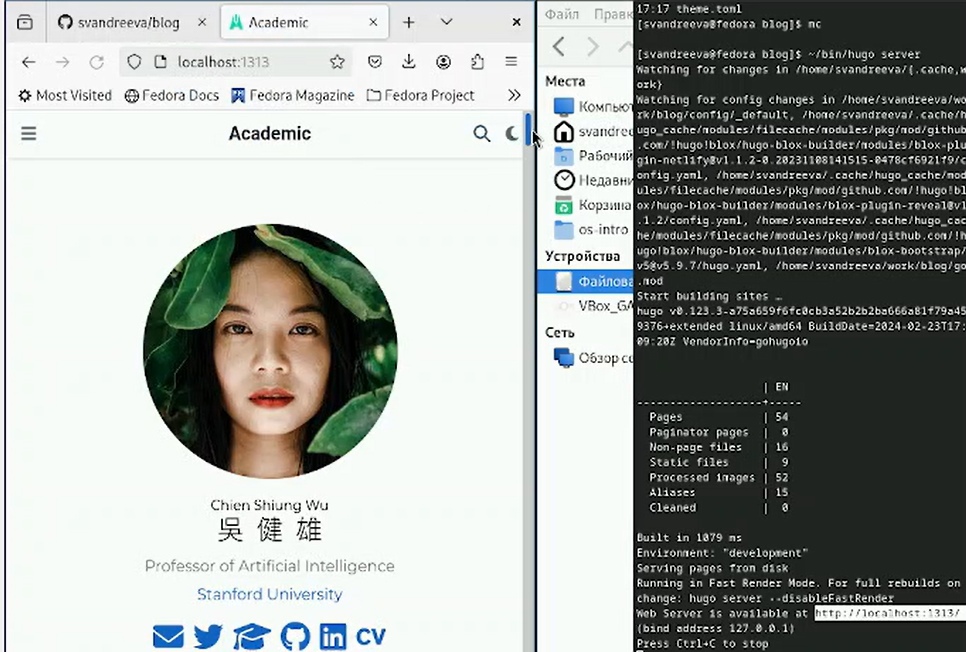 svandreeva/blog
Academic
localhost:1313
Most Visited
Fedora Docs
Fedora Magazine
Fedora Project
Academic
Chien Shiung Wu
吳健雄
Professor of Artificial Intelligence
Stanford University
CV
Файл Правк
Места
Компьют
svandree
Рабочий
Недавни
Корзина
os-intro
Устройства
Файлова
VBox_GA
Сеть
Обзор се
17:17 theme.toml
[svandreeva@fedora blog]$ mc
[svandreeva@fedora blog]$ ~/bin/hugo server
Watching for changes in /home/svandreeva/{.cache,w
ork}
Watching for config changes in /home/svandreeva/wo
rk/blog/config/_default, /home/svandreeva/.cache/h
ugo_cache/modules/filecache/modules/pkg/mod/github
.com/!hugo!blox/hugo-blox-builder/modules/blox-plu
gin-netlify@v1.1.2-0.20231108141515-0478cf6921f9/c
onfig.yaml, /home/svandreeva/.cache/hugo_cache/mod
ules/filecache/modules/pkg/mod/github.com/!hugo!bl
ox/hugo-blox-builder/modules/blox-plugin-reveal@v1
.1.2/config.yaml, /home/svandreeva/.cache/hugo_cac
he/modules/filecache/modules/pkg/mod/github.com/!h
ugo!blox/hugo-blox-builder/modules/blox-bootstrap/
v5@v5.9.7/hugo.yaml, /home/svandreeva/work/blog/go
.mod
Start building sites …
hugo v0.123.3-a75a659f6fc0cb3a52b2b2ba666a81f79a45
9376+extended linux/amd64 BuildDate=2024-02-23T17:
09:20Z VendorInfo=gohugoio
| EN
-------------------+-----
Pages | 54
Paginator pages | 0
Non-page files | 16
Static files | 9
Processed images | 52
Aliases | 15
Cleaned | 0
Built in 1079 ms
Environment: "development"
Serving pages from disk
Running in Fast Render Mode. For full rebuilds on
change: hugo server --disableFastRender
Web Server is available at http://localhost:1313/
(bind address 127.0.0.1)
Press Ctrl+C to stop